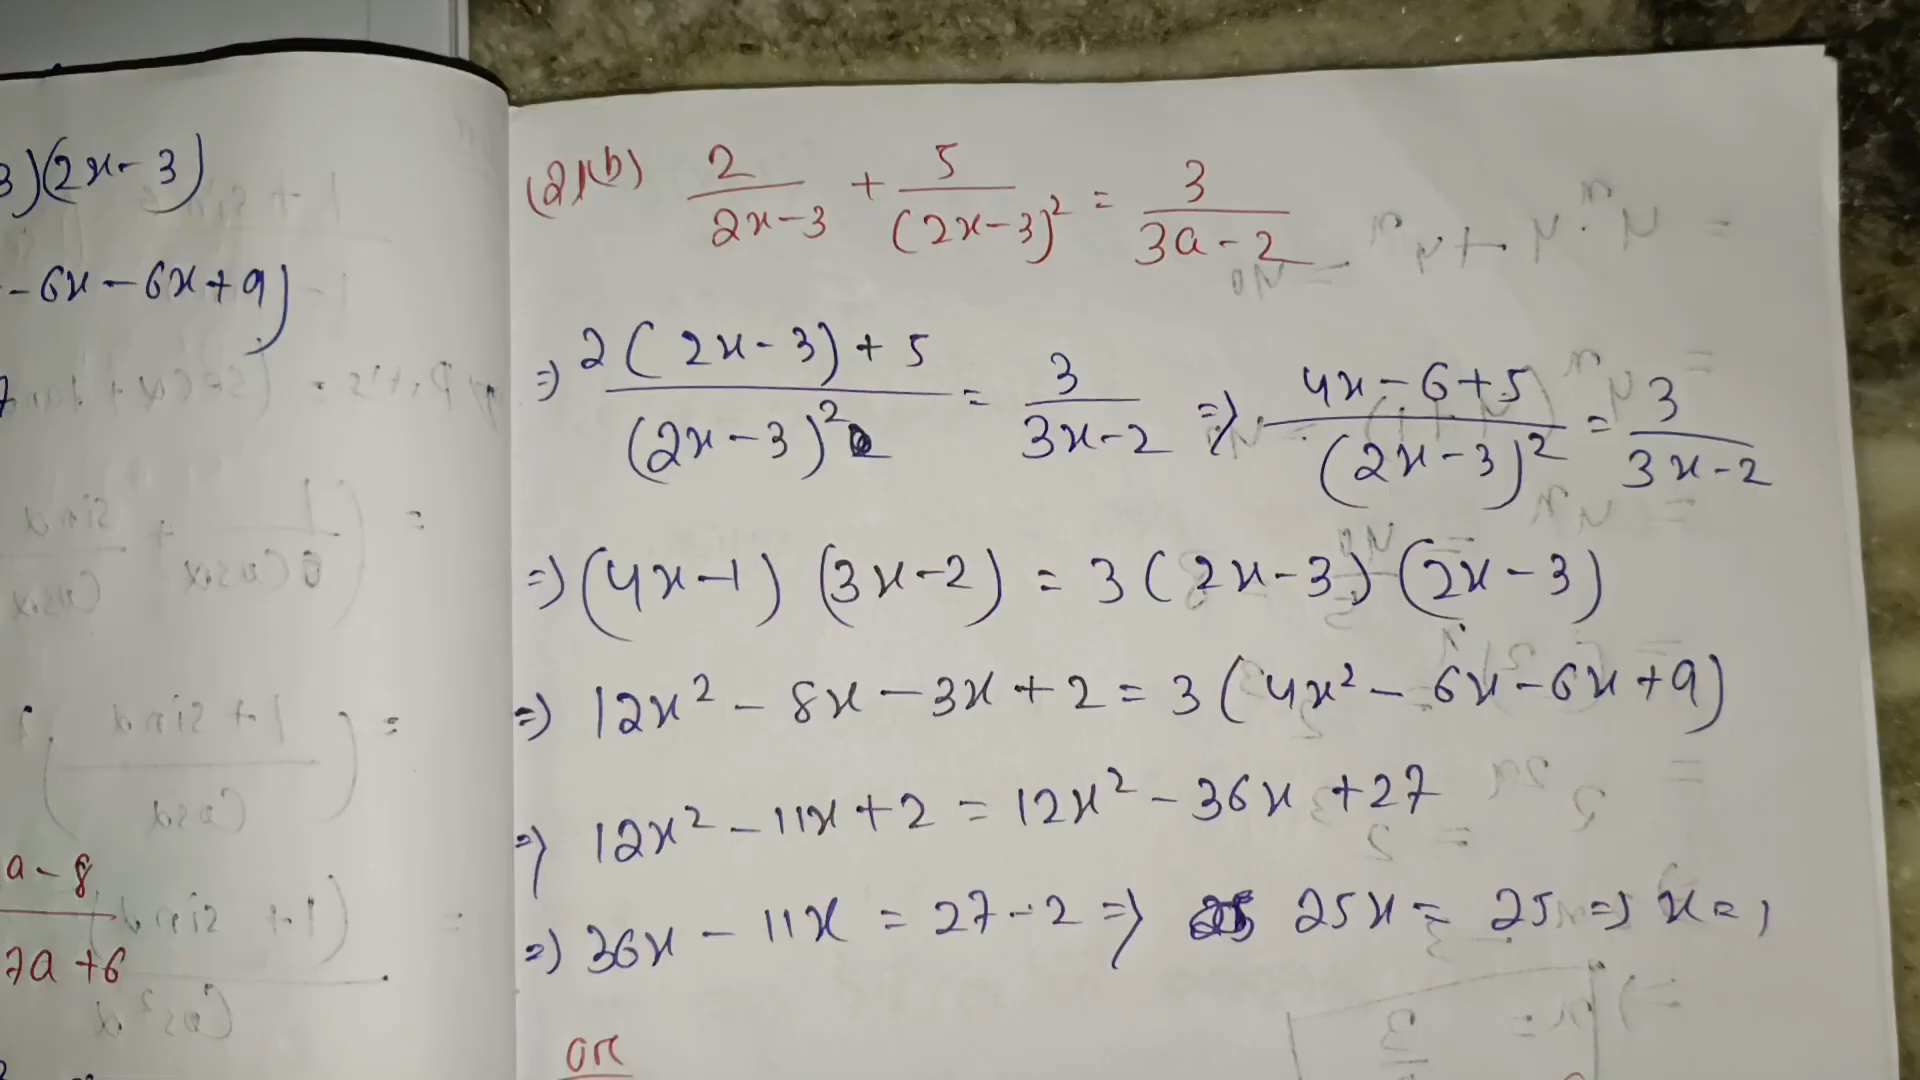 3)(2x-3)
-6x-6x+9)
7
a-8
7a+6
(2)(b) 2/(2x-3) + 5/(2x-3)² = 3/(3a-2)
=> (2(2x-3)+5)/(2x-3)² = 3/(3x-2) => (4x-6+5)/(2x-3)² = 3/(3x-2)
=> (4x-1) (3x-2) = 3(2x-3) (2x-3)
=> 12x² - 8x - 3x + 2 = 3(4x² - 6x - 6x + 9)
=> 12x² - 11x + 2 = 12x² - 36x + 27
=> 36x - 11x = 27 - 2 => 25x = 25 => x = 1
OR